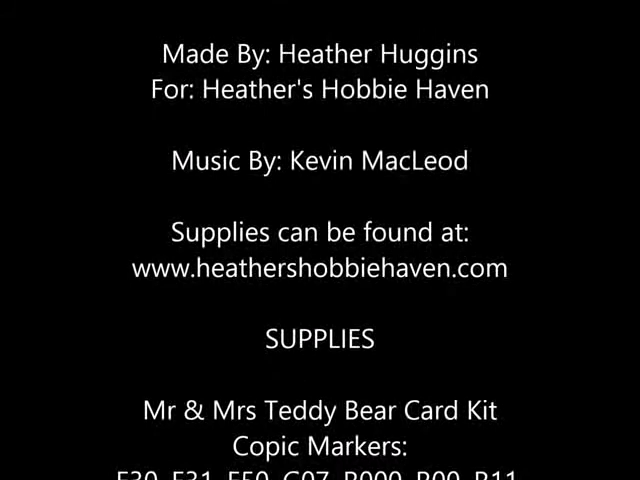 Made By: Heather Huggins
For: Heather's Hobbie Haven
Music By: Kevin MacLeod
Supplies can be found at:
www.heathershobbiehaven.com
SUPPLIES
Mr & Mrs Teddy Bear Card Kit
Copic Markers: